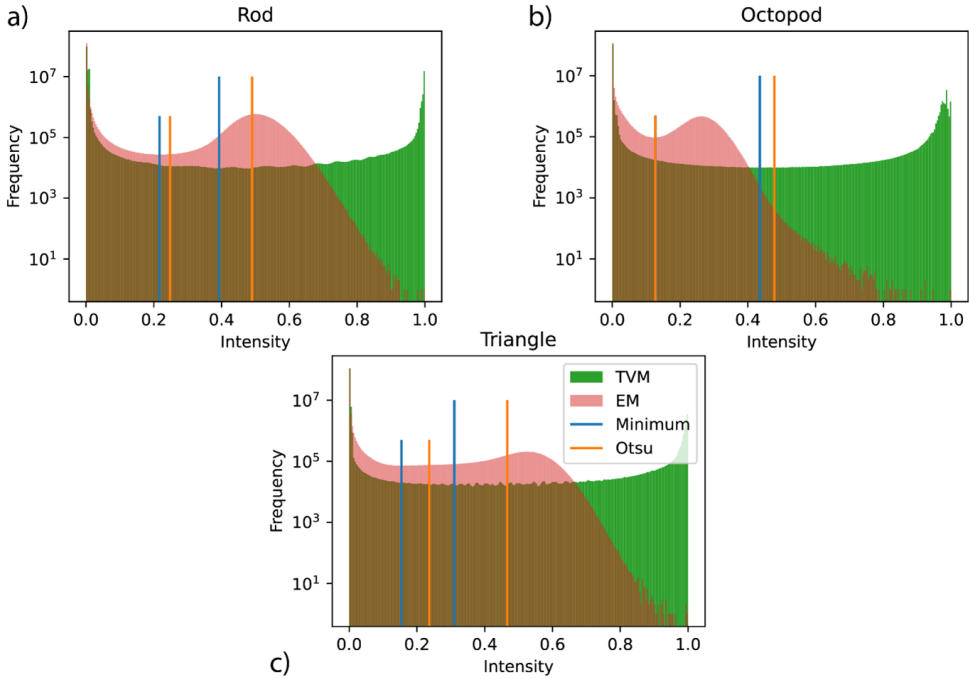 a)
Rod
Frequency
10^7
10^5
10^3
10^1
0.0 0.2 0.4 0.6 0.8 1.0
Intensity
b)
Octopod
Frequency
10^7
10^5
10^3
10^1
0.0 0.2 0.4 0.6 0.8 1.0
Intensity
Triangle
Frequency
10^7
10^5
10^3
10^1
TVM
EM
Minimum
Otsu
0.0 0.2 0.4 0.6 0.8 1.0
Intensity
c)